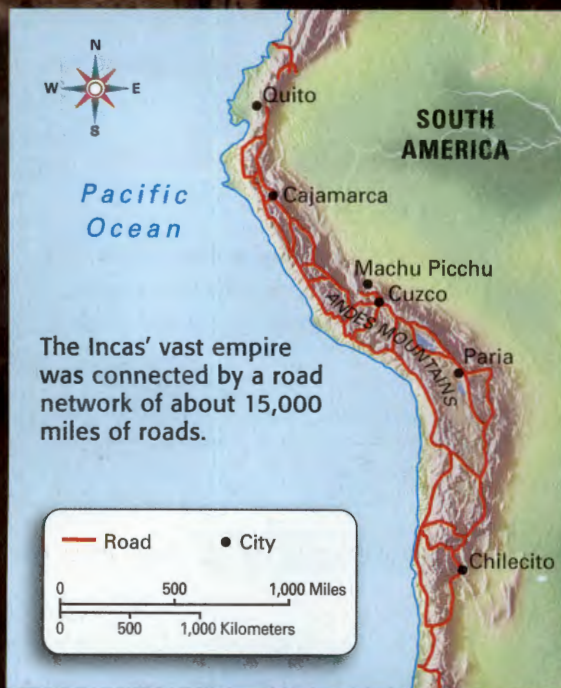 N
W E
S
Quito
SOUTH
AMERICA
Pacific
Ocean
Cajamarca
Machu Picchu
Cuzco
ANDES MOUNTAINS
Paria
The Incas' vast empire
was connected by a road
network of about 15,000
miles of roads.
Road City
0 500 1,000 Miles
0 500 1,000 Kilometers
Chilecito